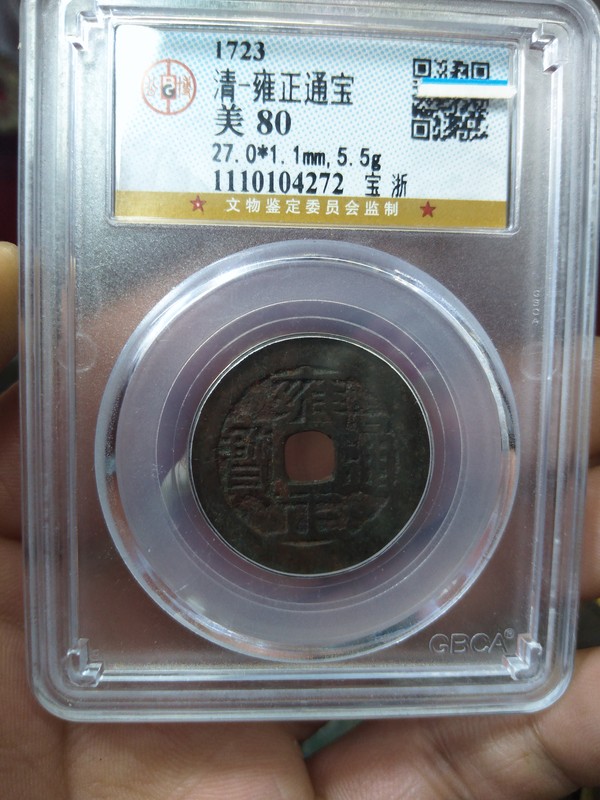 1723
清-雍正通宝
美 80
27.0*1.1mm,5.5g
1110104272 宝 浙
文物鉴定委员会监制
雍
正
通
寶
GBCA®